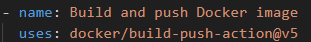 - name: Build and push Docker image
uses: docker/build-push-action@v5